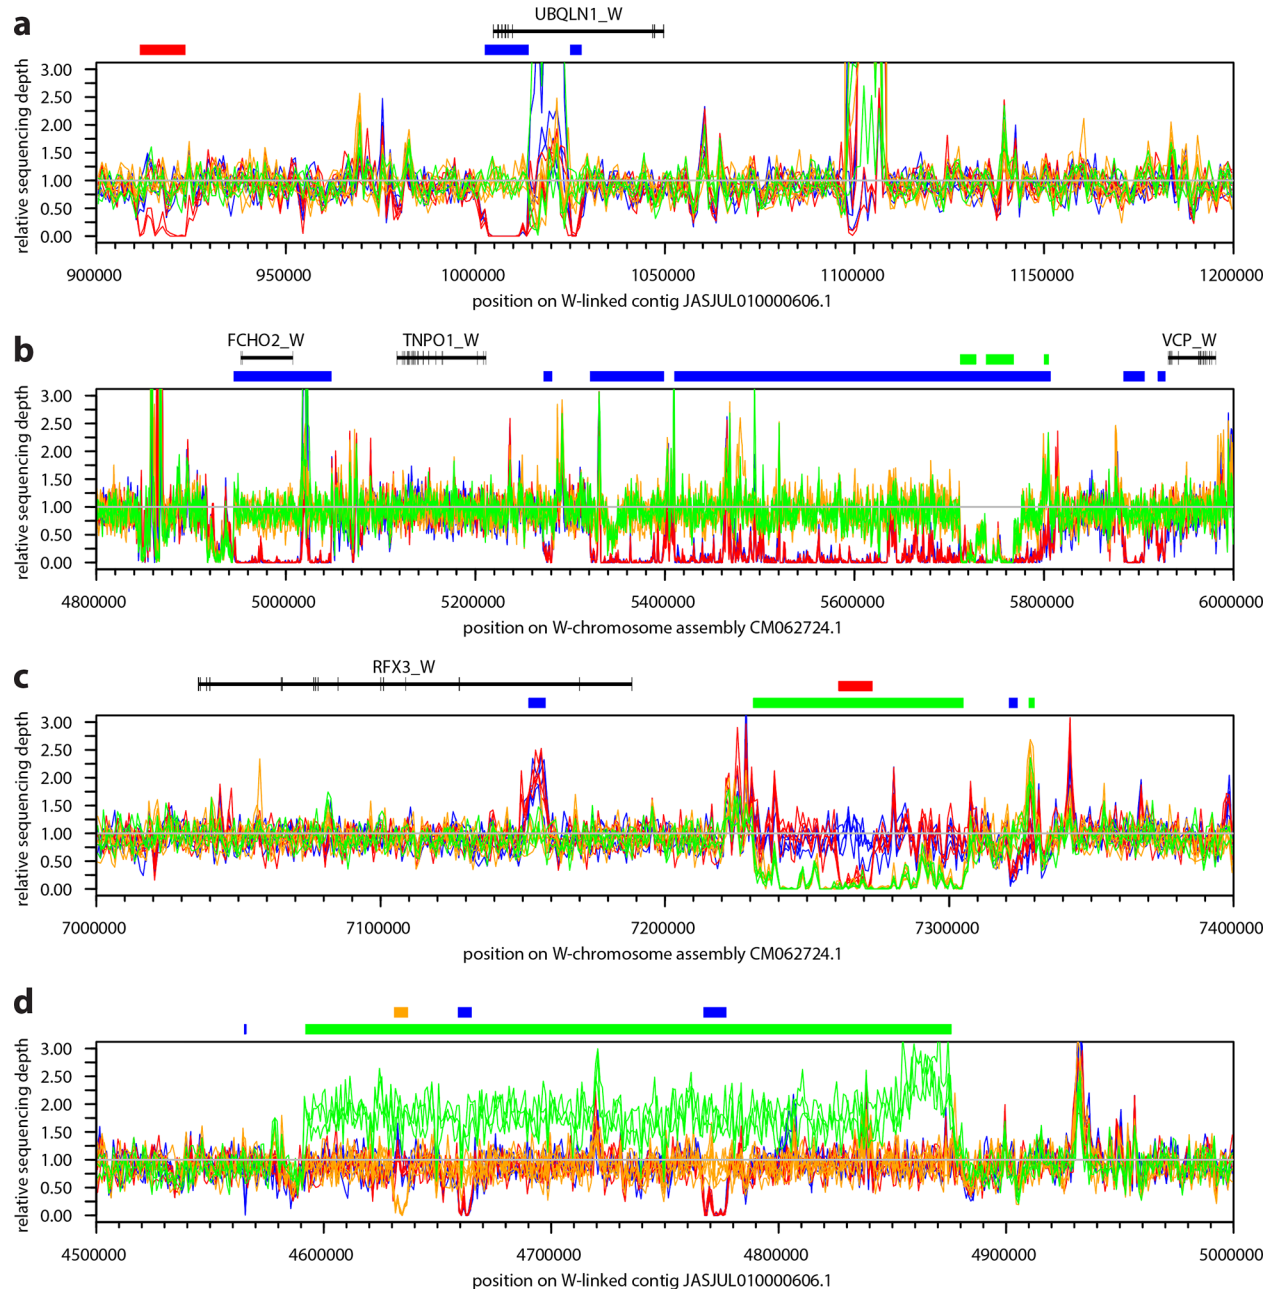 a
UBQLN1_W
relative sequencing depth
3.00
2.50
2.00
1.50
1.00
0.50
0.00
900000 950000 1000000 1050000 1100000 1150000 1200000
position on W-linked contig JASJUL010000606.1
b
FCHO2_W TNPO1_W VCP_W
relative sequencing depth
3.00
2.50
2.00
1.50
1.00
0.50
0.00
4800000 5000000 5200000 5400000 5600000 5800000 6000000
position on W-chromosome assembly CM062724.1
c
RFX3_W
relative sequencing depth
3.00
2.50
2.00
1.50
1.00
0.50
0.00
7000000 7100000 7200000 7300000 7400000
position on W-chromosome assembly CM062724.1
d
relative sequencing depth
3.00
2.50
2.00
1.50
1.00
0.50
0.00
4500000 4600000 4700000 4800000 4900000 5000000
position on W-linked contig JASJUL010000606.1